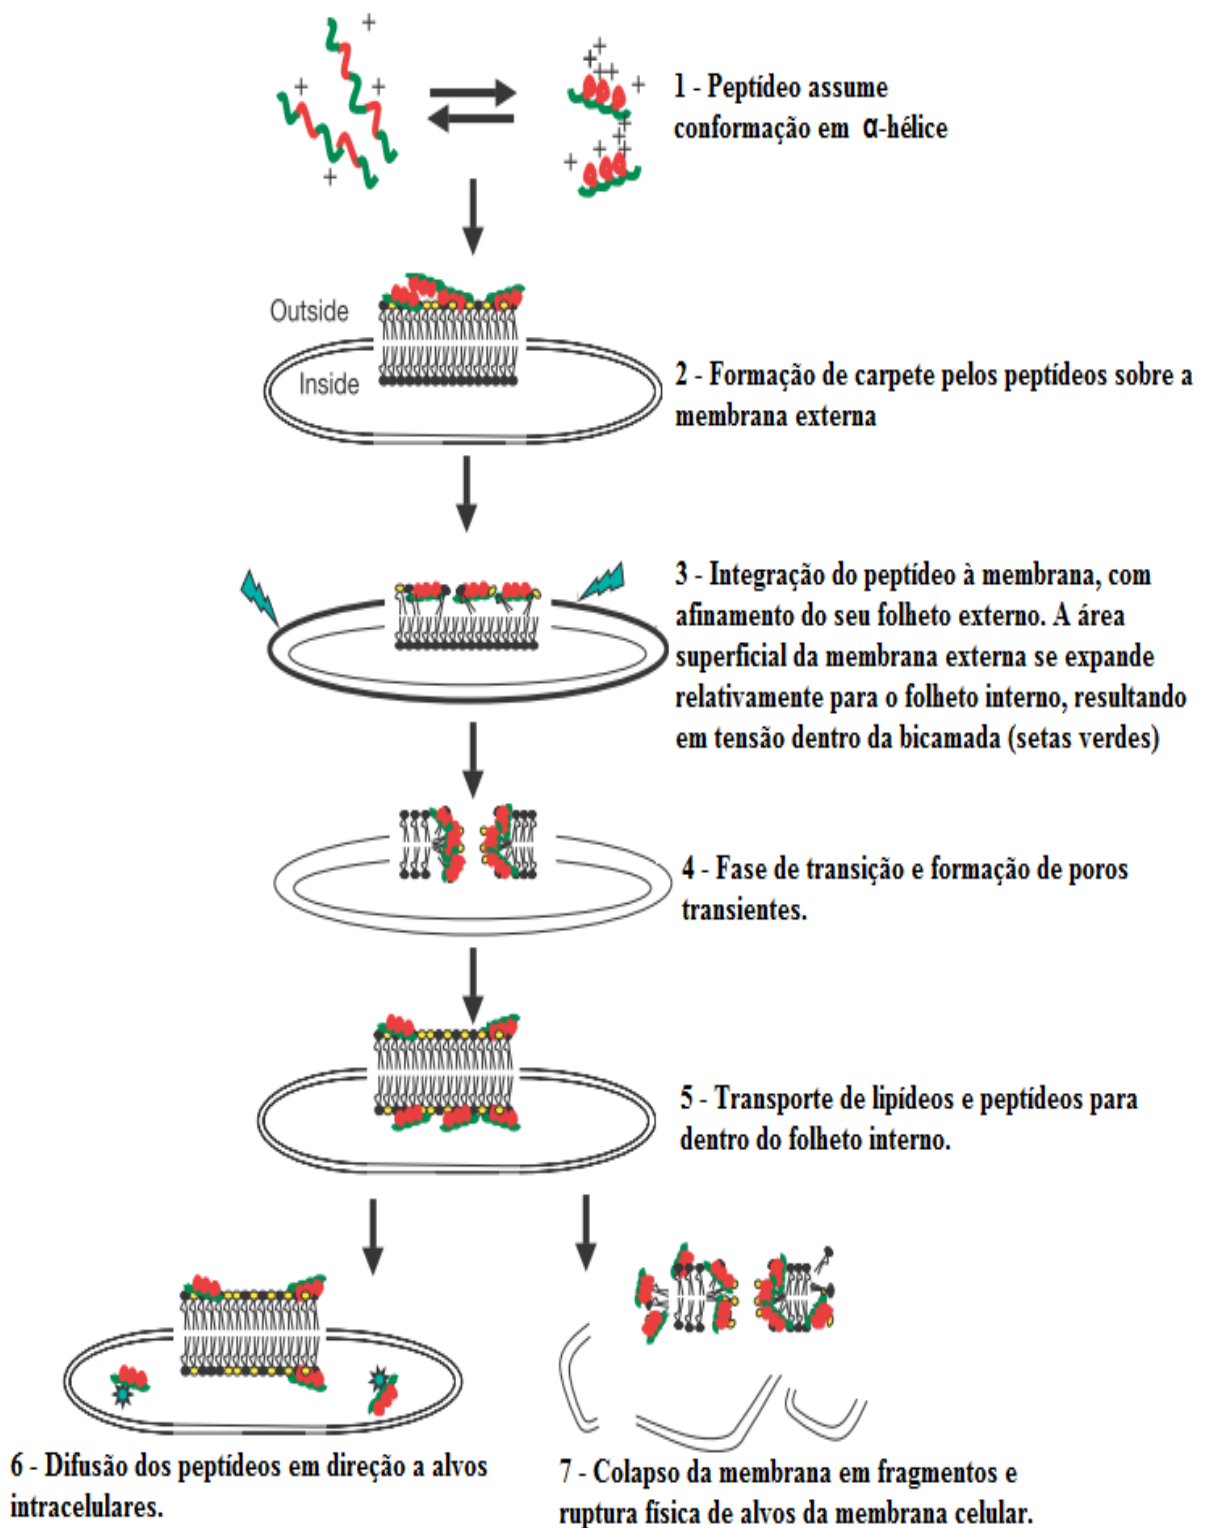 1 - Peptídeo assume
conformação em α-hélice
Outside
Inside
2 - Formação de carpete pelos peptídeos sobre a
membrana externa
3 - Integração do peptídeo à membrana, com
afinamento do seu folheto externo. A área
superficial da membrana externa se expande
relativamente para o folheto interno, resultando
em tensão dentro da bicamada (setas verdes)
4 - Fase de transição e formação de poros
transientes.
5 - Transporte de lipídeos e peptídeos para
dentro do folheto interno.
6 - Difusão dos peptídeos em direção a alvos
intracelulares.
7 - Colapso da membrana em fragmentos e
ruptura física de alvos da membrana celular.